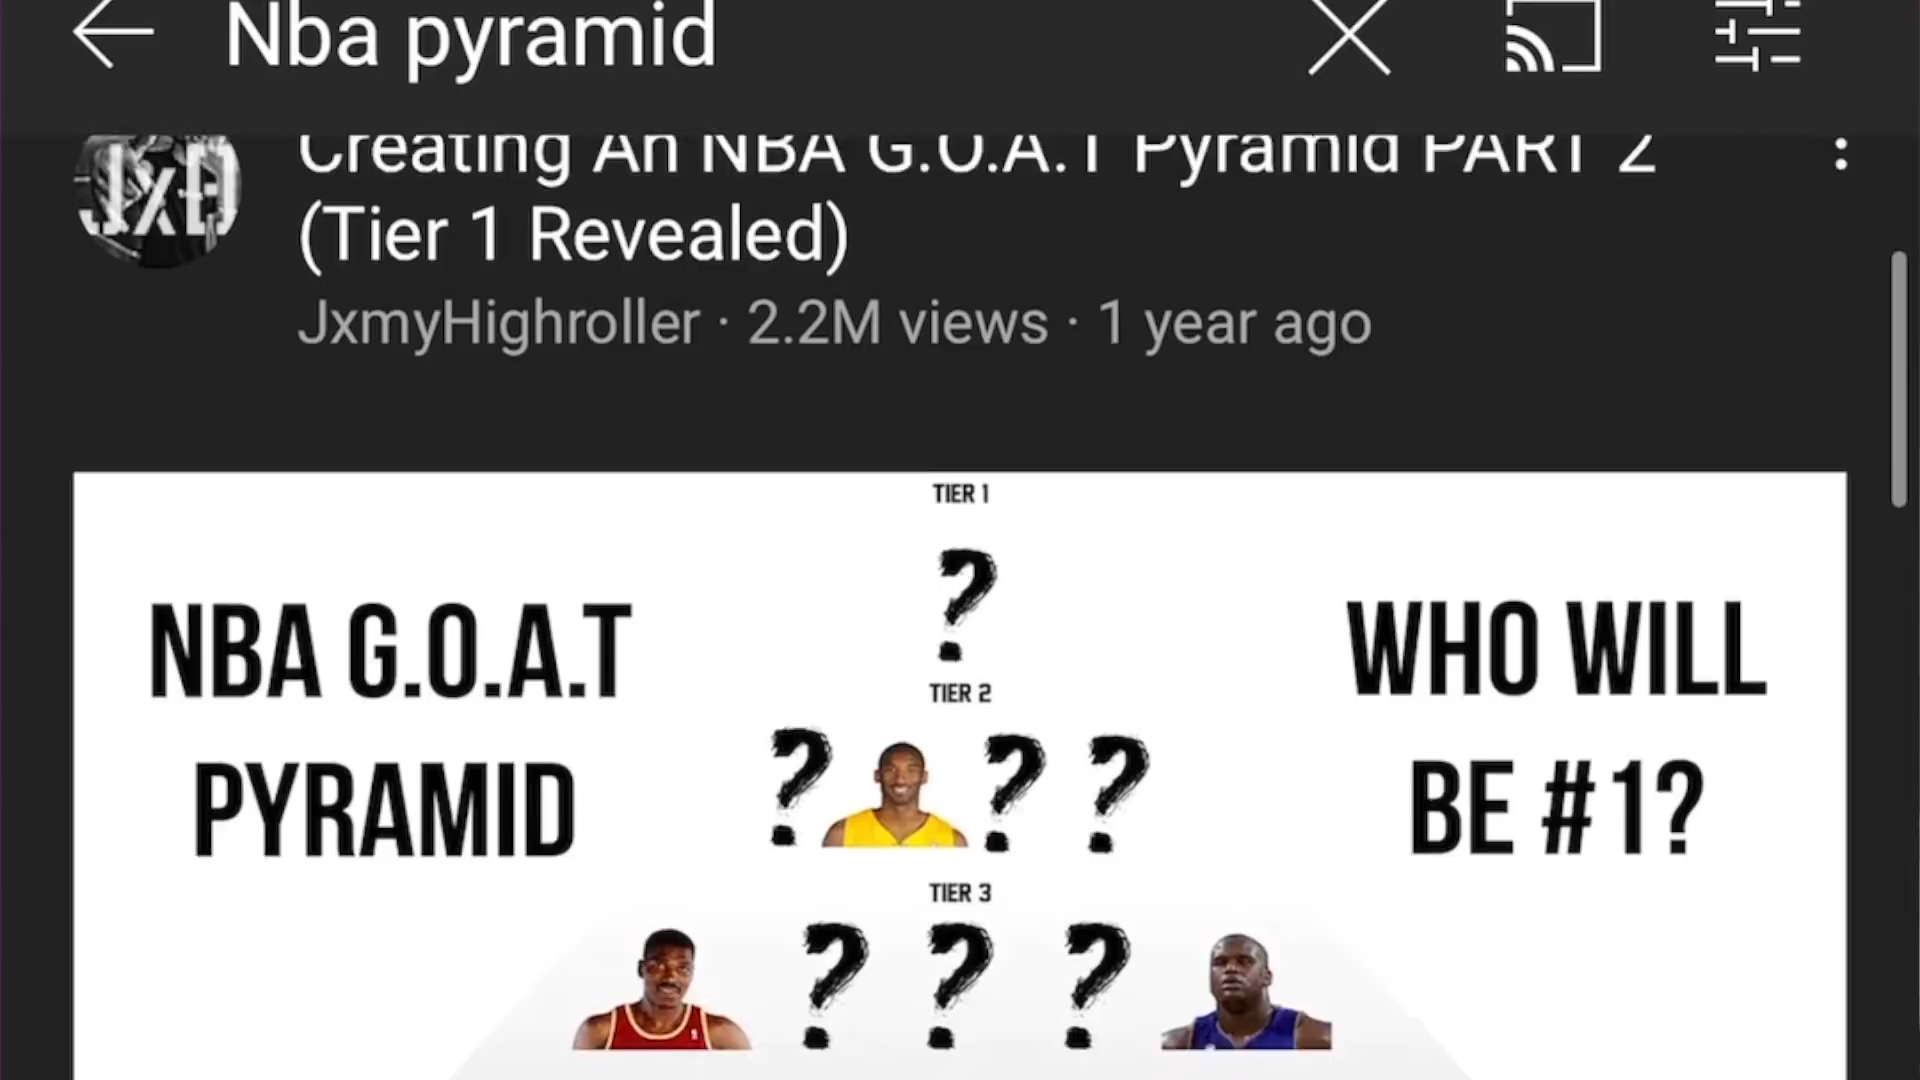 Nba pyramid
JxH
Creating An NBA G.O.A.T Pyramid PART 2
(Tier 1 Revealed)
JxmyHighroller · 2.2M views · 1 year ago
TIER 1
?
NBA G.O.A.T
PYRAMID
WHO WILL
BE #1?
TIER 2
? ? ?
TIER 3
? ? ?